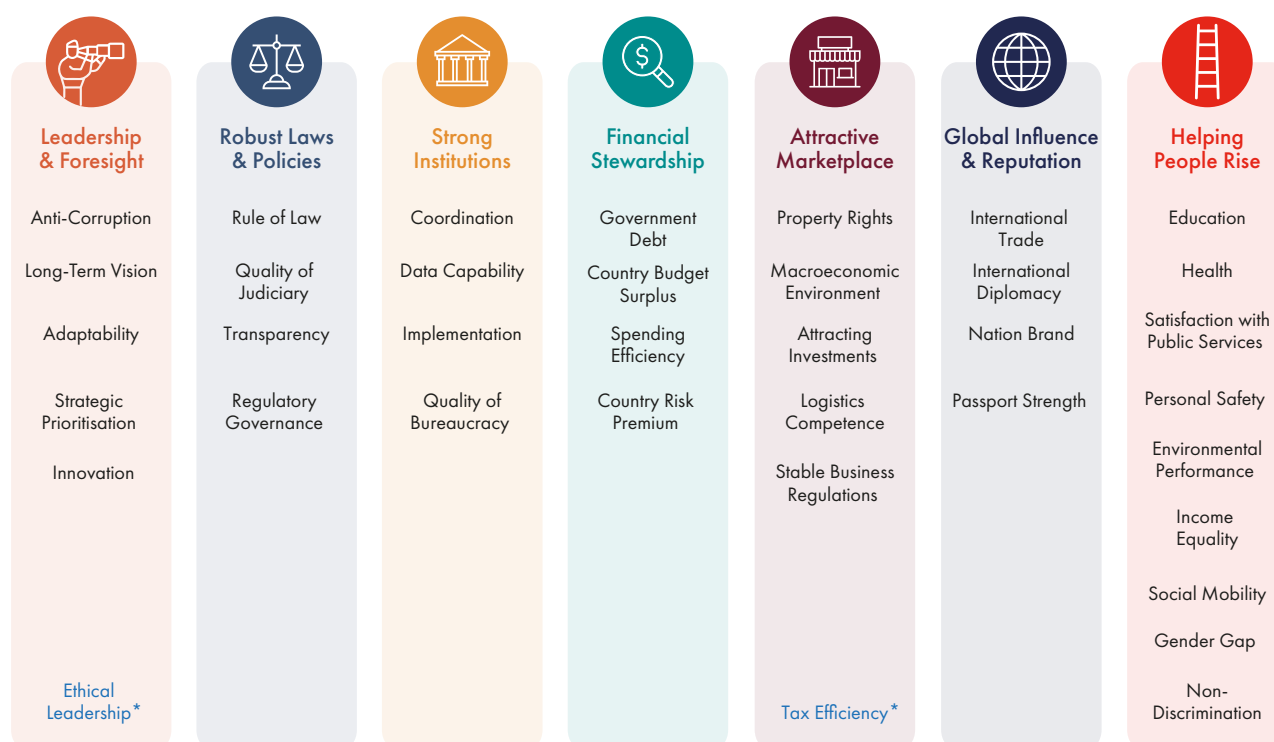 Leadership
& Foresight
Anti-Corruption
Long-Term Vision
Adaptability
Strategic
Prioritisation
Innovation
Ethical
Leadership*
Robust Laws
& Policies
Rule of Law
Quality of
Judiciary
Transparency
Regulatory
Governance
Strong
Institutions
Coordination
Data Capability
Implementation
Quality of
Bureaucracy
$
Financial
Stewardship
Government
Debt
Country Budget
Surplus
Spending
Efficiency
Country Risk
Premium
Attractive
Marketplace
Property Rights
Macroeconomic
Environment
Attracting
Investments
Logistics
Competence
Stable Business
Regulations
Tax Efficiency*
Global Influence
& Reputation
International
Trade
International
Diplomacy
Nation Brand
Passport Strength
Helping
People Rise
Education
Health
Satisfaction with
Public Services
Personal Safety
Environmental
Performance
Income
Equality
Social Mobility
Gender Gap
Non-
Discrimination